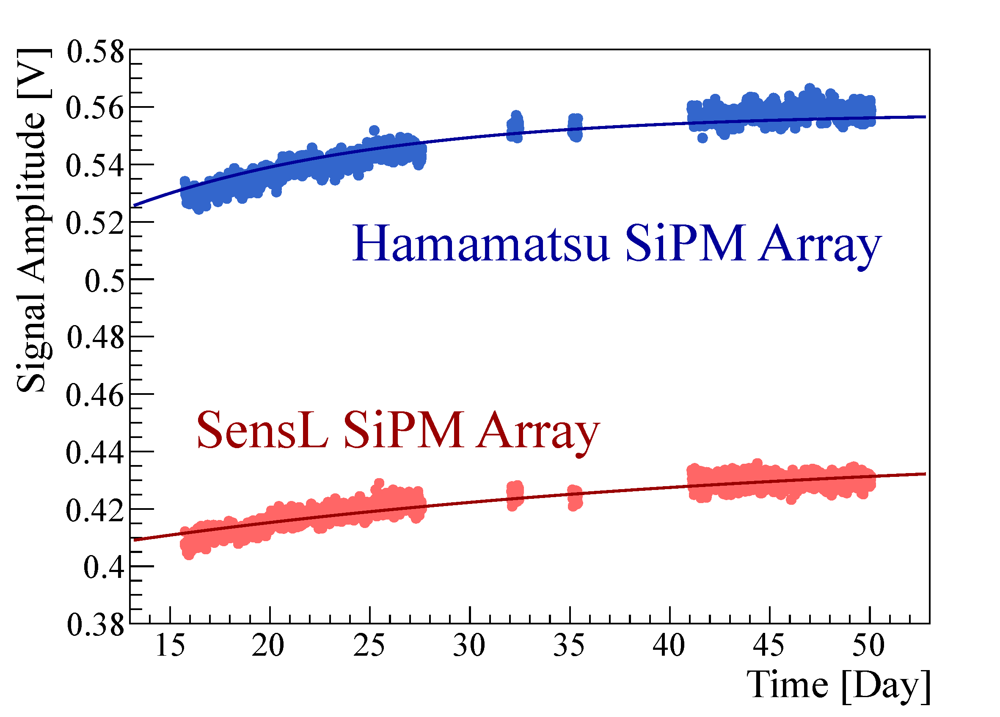 Signal Amplitude [V]
0.58
0.56
0.54
0.52
0.5
0.48
0.46
0.44
0.42
0.4
0.38
Hamamatsu SiPM Array
SensL SiPM Array
15 20 25 30 35 40 45 50
Time [Day]